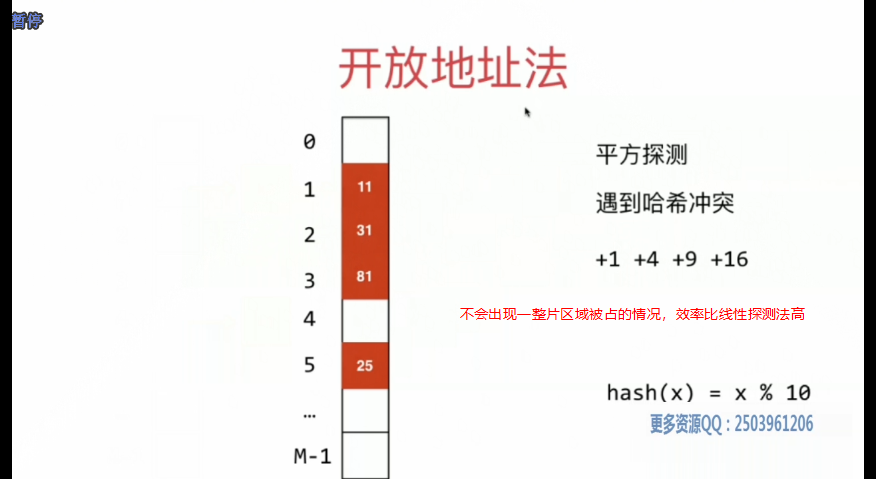 暂停
开放地址法
0
1 11
2 31
3 81
4
5 25
…
M-1
平方探测
遇到哈希冲突
+1 +4 +9 +16
不会出现一整片区域被占的情况，效率比线性探测法高
hash(x) = x % 10
更多资源QQ：2503961206